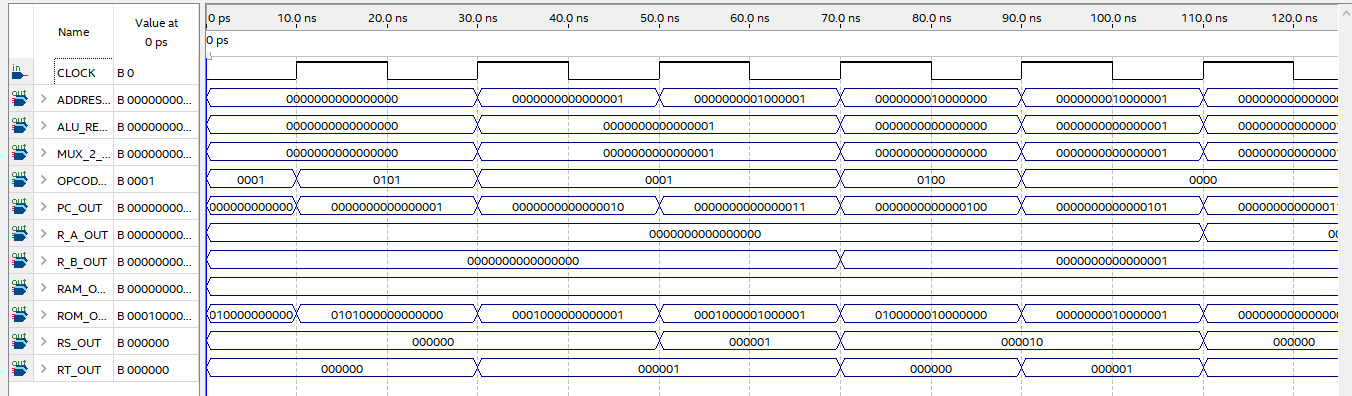 Name Value at 0 ps 0 ps 10.0 ns 20.0 ns 30.0 ns 40.0 ns 50.0 ns 60.0 ns 70.0 ns 80.0 ns 90.0 ns 100.0 ns 110.0 ns 120.0 ns
0 ps
in CLOCK B 0
out ADDRES... B 00000000... 0000000000000000 0000000000000001 0000000001000001 0000000010000000 0000000010000001 000000000000000
out ALU_RE... B 00000000... 0000000000000000 0000000000000001 0000000000000000 0000000000000001 000000000000000
out MUX_2_... B 00000000... 0000000000000000 0000000000000001 0000000000000000 0000000000000001 000000000000000
out OPCOD... B 0001 0001 0101 0001 0100 0000
out PC_OUT B 00000000... 000000000000 0000000000000001 0000000000000010 0000000000000011 0000000000000100 0000000000000101 00000000000001
out R_A_OUT B 00000000... 0000000000000000 00
out R_B_OUT B 00000000... 0000000000000000 0000000000000001
out RAM_O... B 00000000...
out ROM_O... B 00010000... 010000000000 0101000000000000 0001000000000001 0001000001000001 0100000010000000 0000000010000001 000000000000000
out RS_OUT B 000000 000000 000001 000010 000000
out RT_OUT B 000000 000000 000001 000000 000001